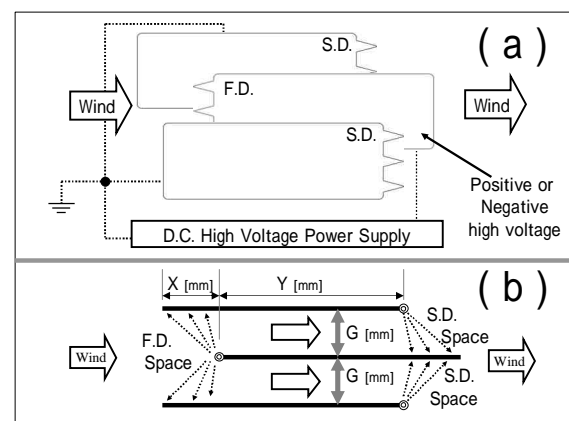 ( a )
S.D.
F.D.
Wind
Wind
S.D.
Positive or
Negative
high voltage
D.C. High Voltage Power Supply
( b )
X [mm]
Y [mm]
S.D.
Space
F.D.
Space
G [mm]
Wind
Wind
G [mm]
S.D.
Space